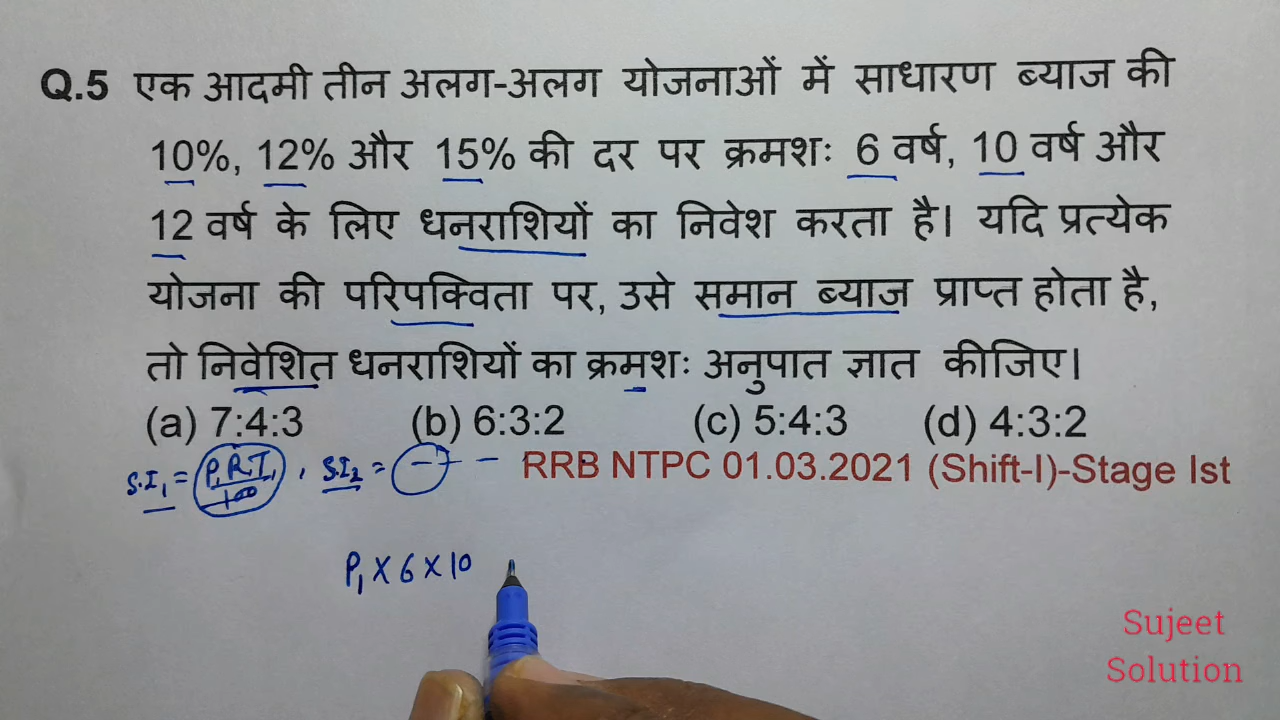 Q.5 एक आदमी तीन अलग-अलग योजनाओं में साधारण ब्याज की
10%, 12% और 15% की दर पर क्रमशः 6 वर्ष, 10 वर्ष और
12 वर्ष के लिए धनराशियों का निवेश करता है। यदि प्रत्येक
योजना की परिपक्विता पर, उसे समान ब्याज प्राप्त होता है,
तो निवेशित धनराशियों का क्रमशः अनुपात ज्ञात कीजिए।
(a) 7:4:3 (b) 6:3:2 (c) 5:4:3 (d) 4:3:2
RRB NTPC 01.03.2021 (Shift-I)-Stage Ist
S.I₁ = P₁R₁T₁/100 , S.I₂ =
P₁ X 6 X 10
Sujeet
Solution